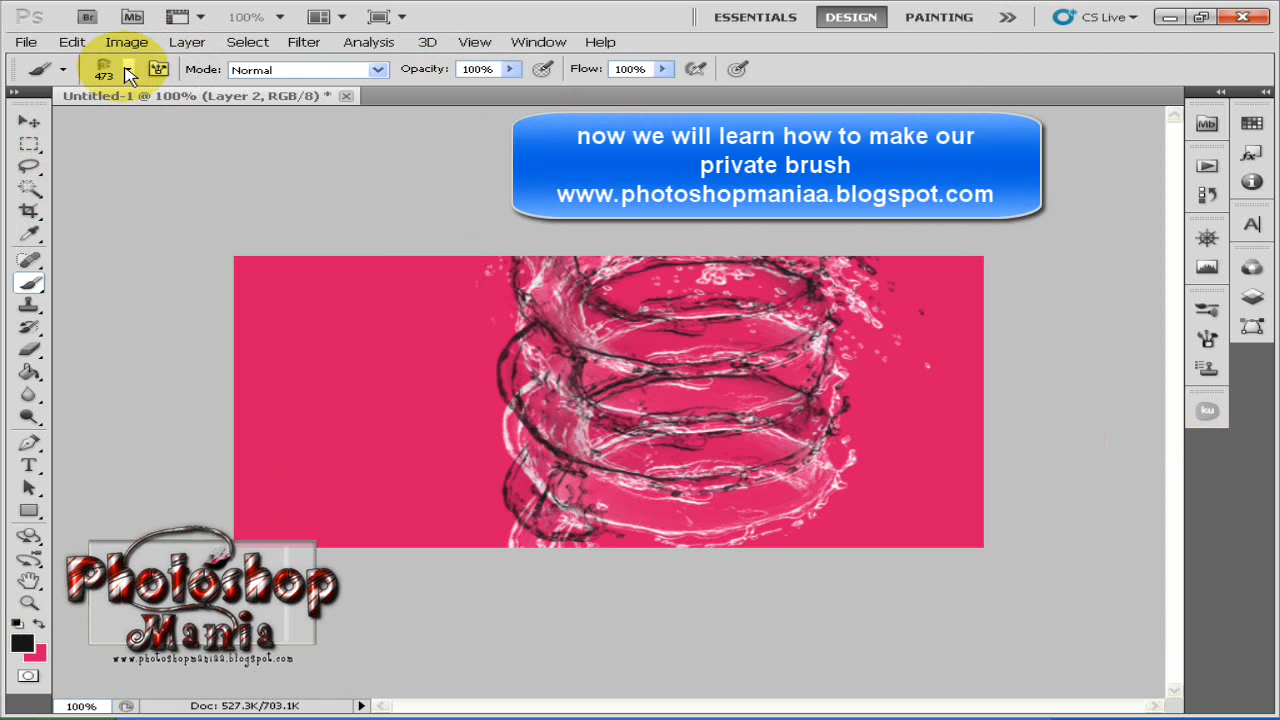 Ps Br Mb 100% ESSENTIALS DESIGN PAINTING CS Live
File Edit Image Layer Select Filter Analysis 3D View Window Help
473 Mode: Normal Opacity: 100% Flow: 100%
Untitled-1 @ 100% (Layer 2, RGB/8) *
now we will learn how to make our
private brush
www.photoshopmaniaa.blogspot.com
Mb
A
T
ku
Photoshop
Mania
www.photoshopmaniaa.blogspot.com
100% Doc: 527.3K/703.1K